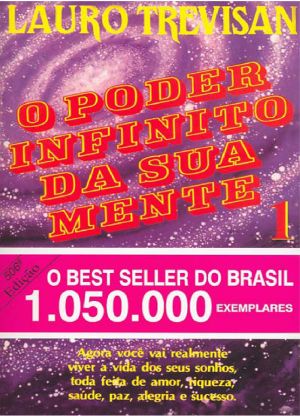 LAURO TREVISAN
O PODER
INFINITO
DA SUA
MENTE
1
506ª
Edição
O BEST SELLER DO BRASIL
1.050.000 EXEMPLARES
Agora você vai realmente
viver a vida dos seus sonhos,
toda feita de amor, riqueza,
saúde, paz, alegria e sucesso.